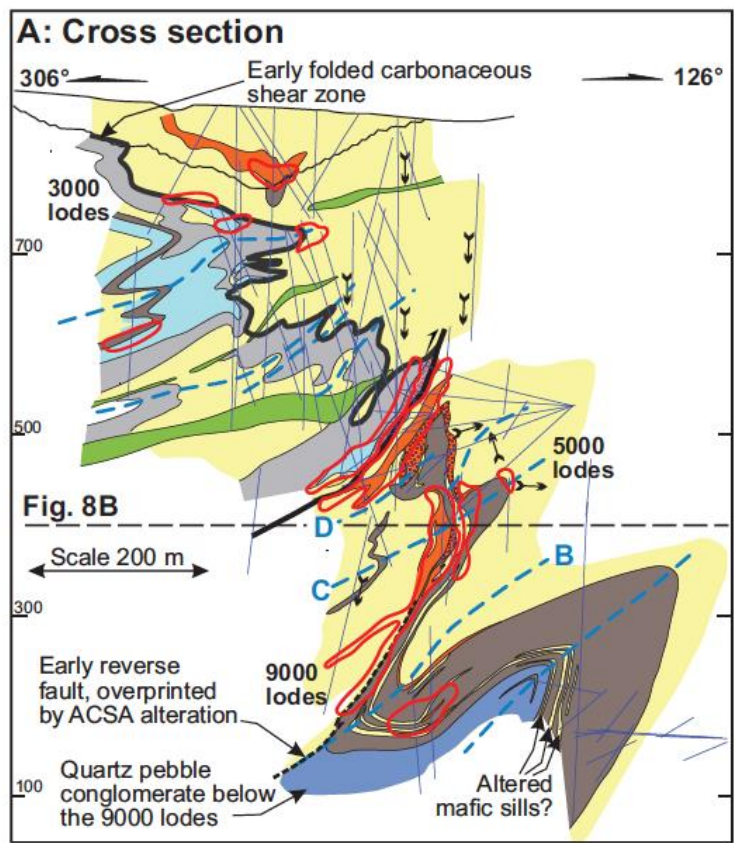 A: Cross section
306°
126°
Early folded carbonaceous
shear zone
3000
lodes
700
500
5000
lodes
Fig. 8B
D
Scale 200 m
B
C
300
Early reverse
fault, overprinted
by ACSA alteration
9000
lodes
Quartz pebble
conglomerate below
the 9000 lodes
Altered
mafic sills?
100